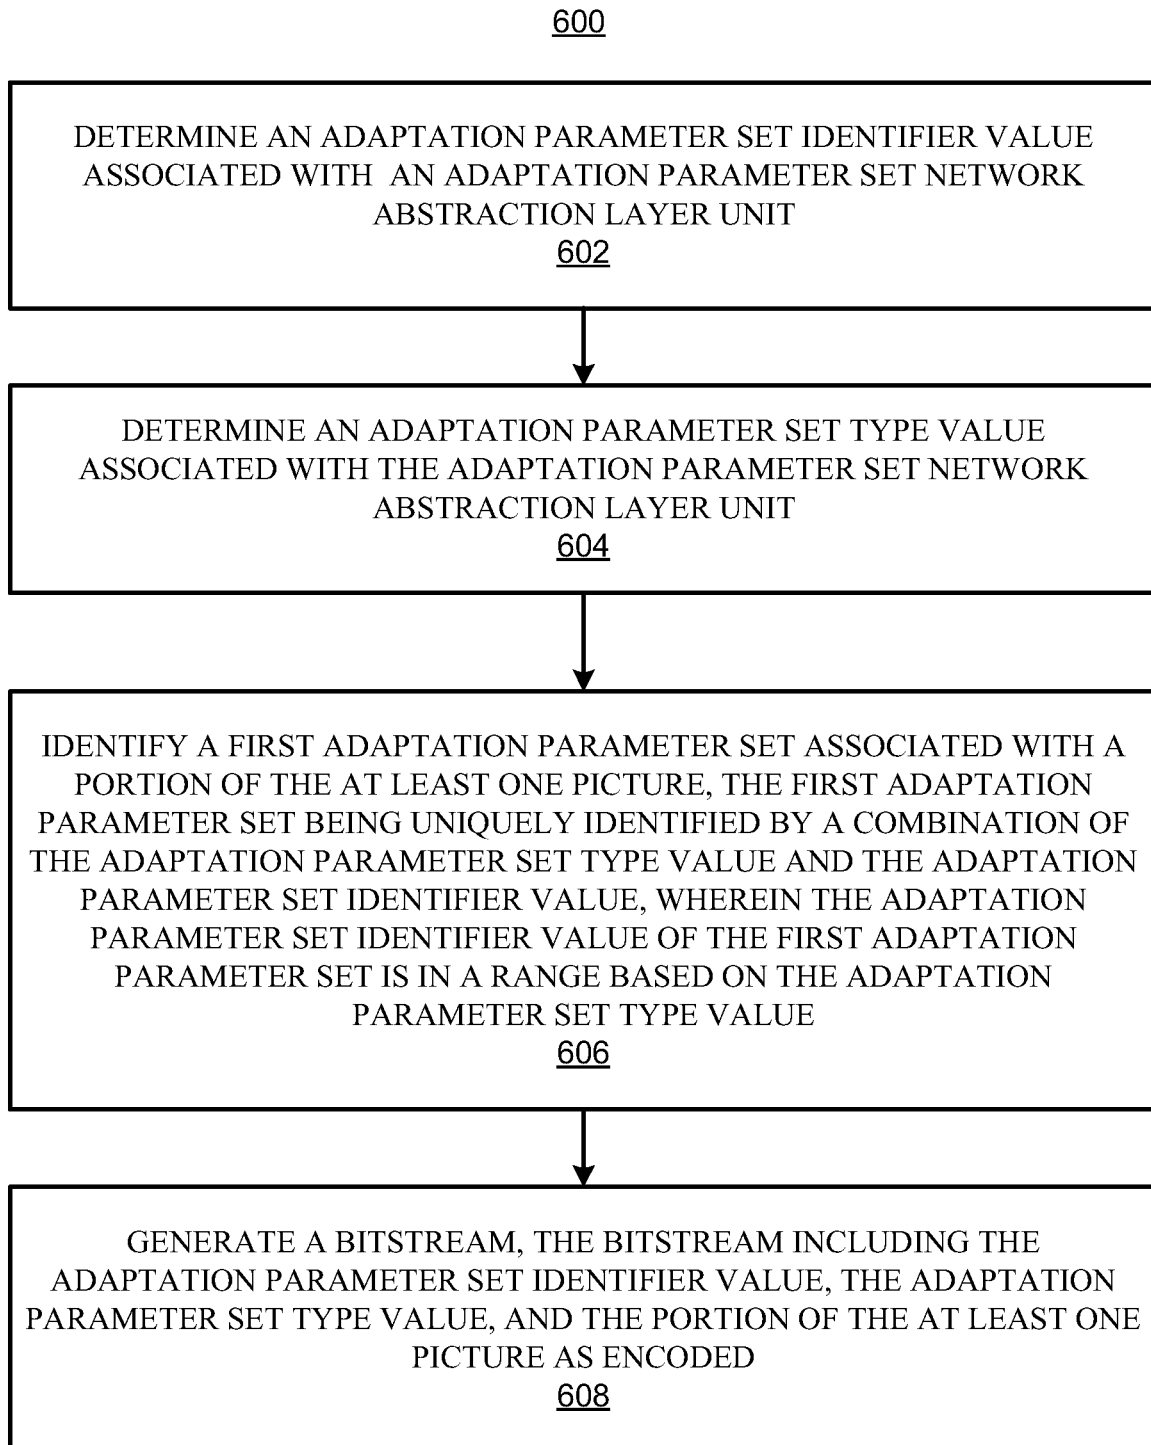 600
DETERMINE AN ADAPTATION PARAMETER SET IDENTIFIER VALUE
ASSOCIATED WITH AN ADAPTATION PARAMETER SET NETWORK
ABSTRACTION LAYER UNIT
602
DETERMINE AN ADAPTATION PARAMETER SET TYPE VALUE
ASSOCIATED WITH THE ADAPTATION PARAMETER SET NETWORK
ABSTRACTION LAYER UNIT
604
IDENTIFY A FIRST ADAPTATION PARAMETER SET ASSOCIATED WITH A
PORTION OF THE AT LEAST ONE PICTURE, THE FIRST ADAPTATION
PARAMETER SET BEING UNIQUELY IDENTIFIED BY A COMBINATION OF
THE ADAPTATION PARAMETER SET TYPE VALUE AND THE ADAPTATION
PARAMETER SET IDENTIFIER VALUE, WHEREIN THE ADAPTATION
PARAMETER SET IDENTIFIER VALUE OF THE FIRST ADAPTATION
PARAMETER SET IS IN A RANGE BASED ON THE ADAPTATION
PARAMETER SET TYPE VALUE
606
GENERATE A BITSTREAM, THE BITSTREAM INCLUDING THE
ADAPTATION PARAMETER SET IDENTIFIER VALUE, THE ADAPTATION
PARAMETER SET TYPE VALUE, AND THE PORTION OF THE AT LEAST ONE
PICTURE AS ENCODED
608